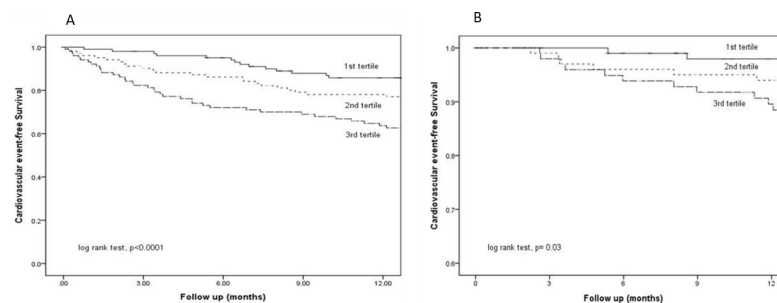 A
Cardiovascular event-free Survival
1.0
0.8
0.6
0.4
0.2
0.0
1st tertile
2nd tertile
3rd tertile
log rank test, p<0.0001
.00 3.00 6.00 9.00 12.00
Follow up (months)
B
Cardiovascular event-free Survival
1.0
0.9
0.8
0.7
0.6
1st tertile
2nd tertile
3rd tertile
log rank test, p= 0.03
0 3 6 9 12
Follow up (months)